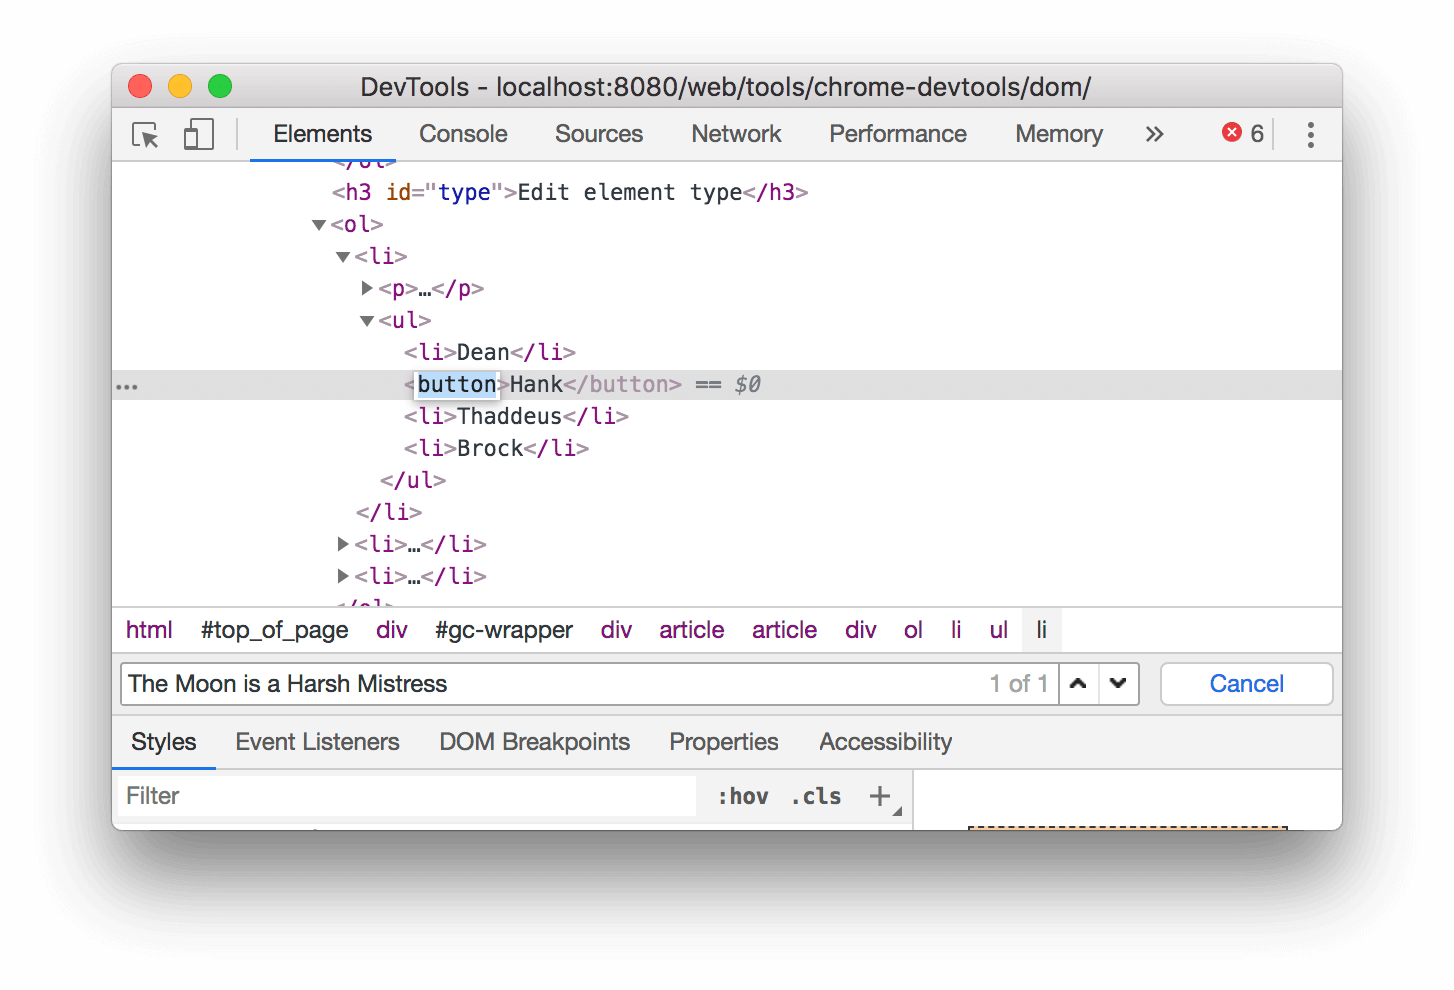 DevTools - localhost:8080/web/tools/chrome-devtools/dom/
Elements Console Sources Network Performance Memory » 6
</ol>
<h3 id="type">Edit element type</h3>
<ol>
<li>
<p>…</p>
<ul>
<li>Dean</li>
... <button>Hank</button> == $0
<li>Thaddeus</li>
<li>Brock</li>
</ul>
</li>
<li>…</li>
<li>…</li>
</ol>
html #top_of_page div #gc-wrapper div article article div ol li ul li
The Moon is a Harsh Mistress 1 of 1 Cancel
Styles Event Listeners DOM Breakpoints Properties Accessibility
Filter :hov .cls +